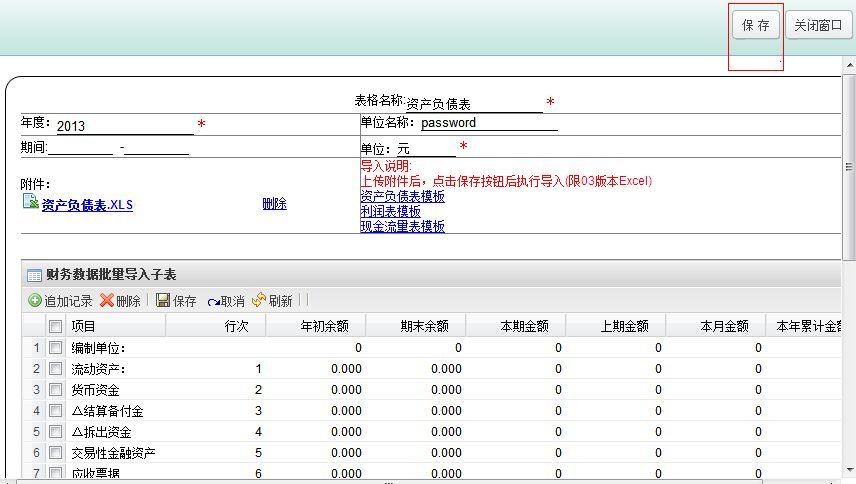 保 存 关闭窗口
表格名称:资产负债表 *
年度: 2013 * 单位名称: password
期间: - 单位: 元 *
导入说明:
上传附件后，点击保存按钮后执行导入(限03版本Excel)
附件:
资产负债表.XLS 删除
资产负债表模板
利润表模板
现金流量表模板
财务数据批量导入子表
追加记录 删除 保存 取消 刷新
项目 行次 年初余额 期末余额 本期金额 上期金额 本月金额 本年累计金额
1 编制单位: 0 0 0 0 0
2 流动资产: 1 0.000 0.000 0 0 0
3 货币资金 2 0.000 0.000 0 0 0
4 △结算备付金 3 0.000 0.000 0 0 0
5 △拆出资金 4 0.000 0.000 0 0 0
6 交易性金融资产 5 0.000 0.000 0 0 0
7 应收票据 6 0.000 0.000 0 0 0